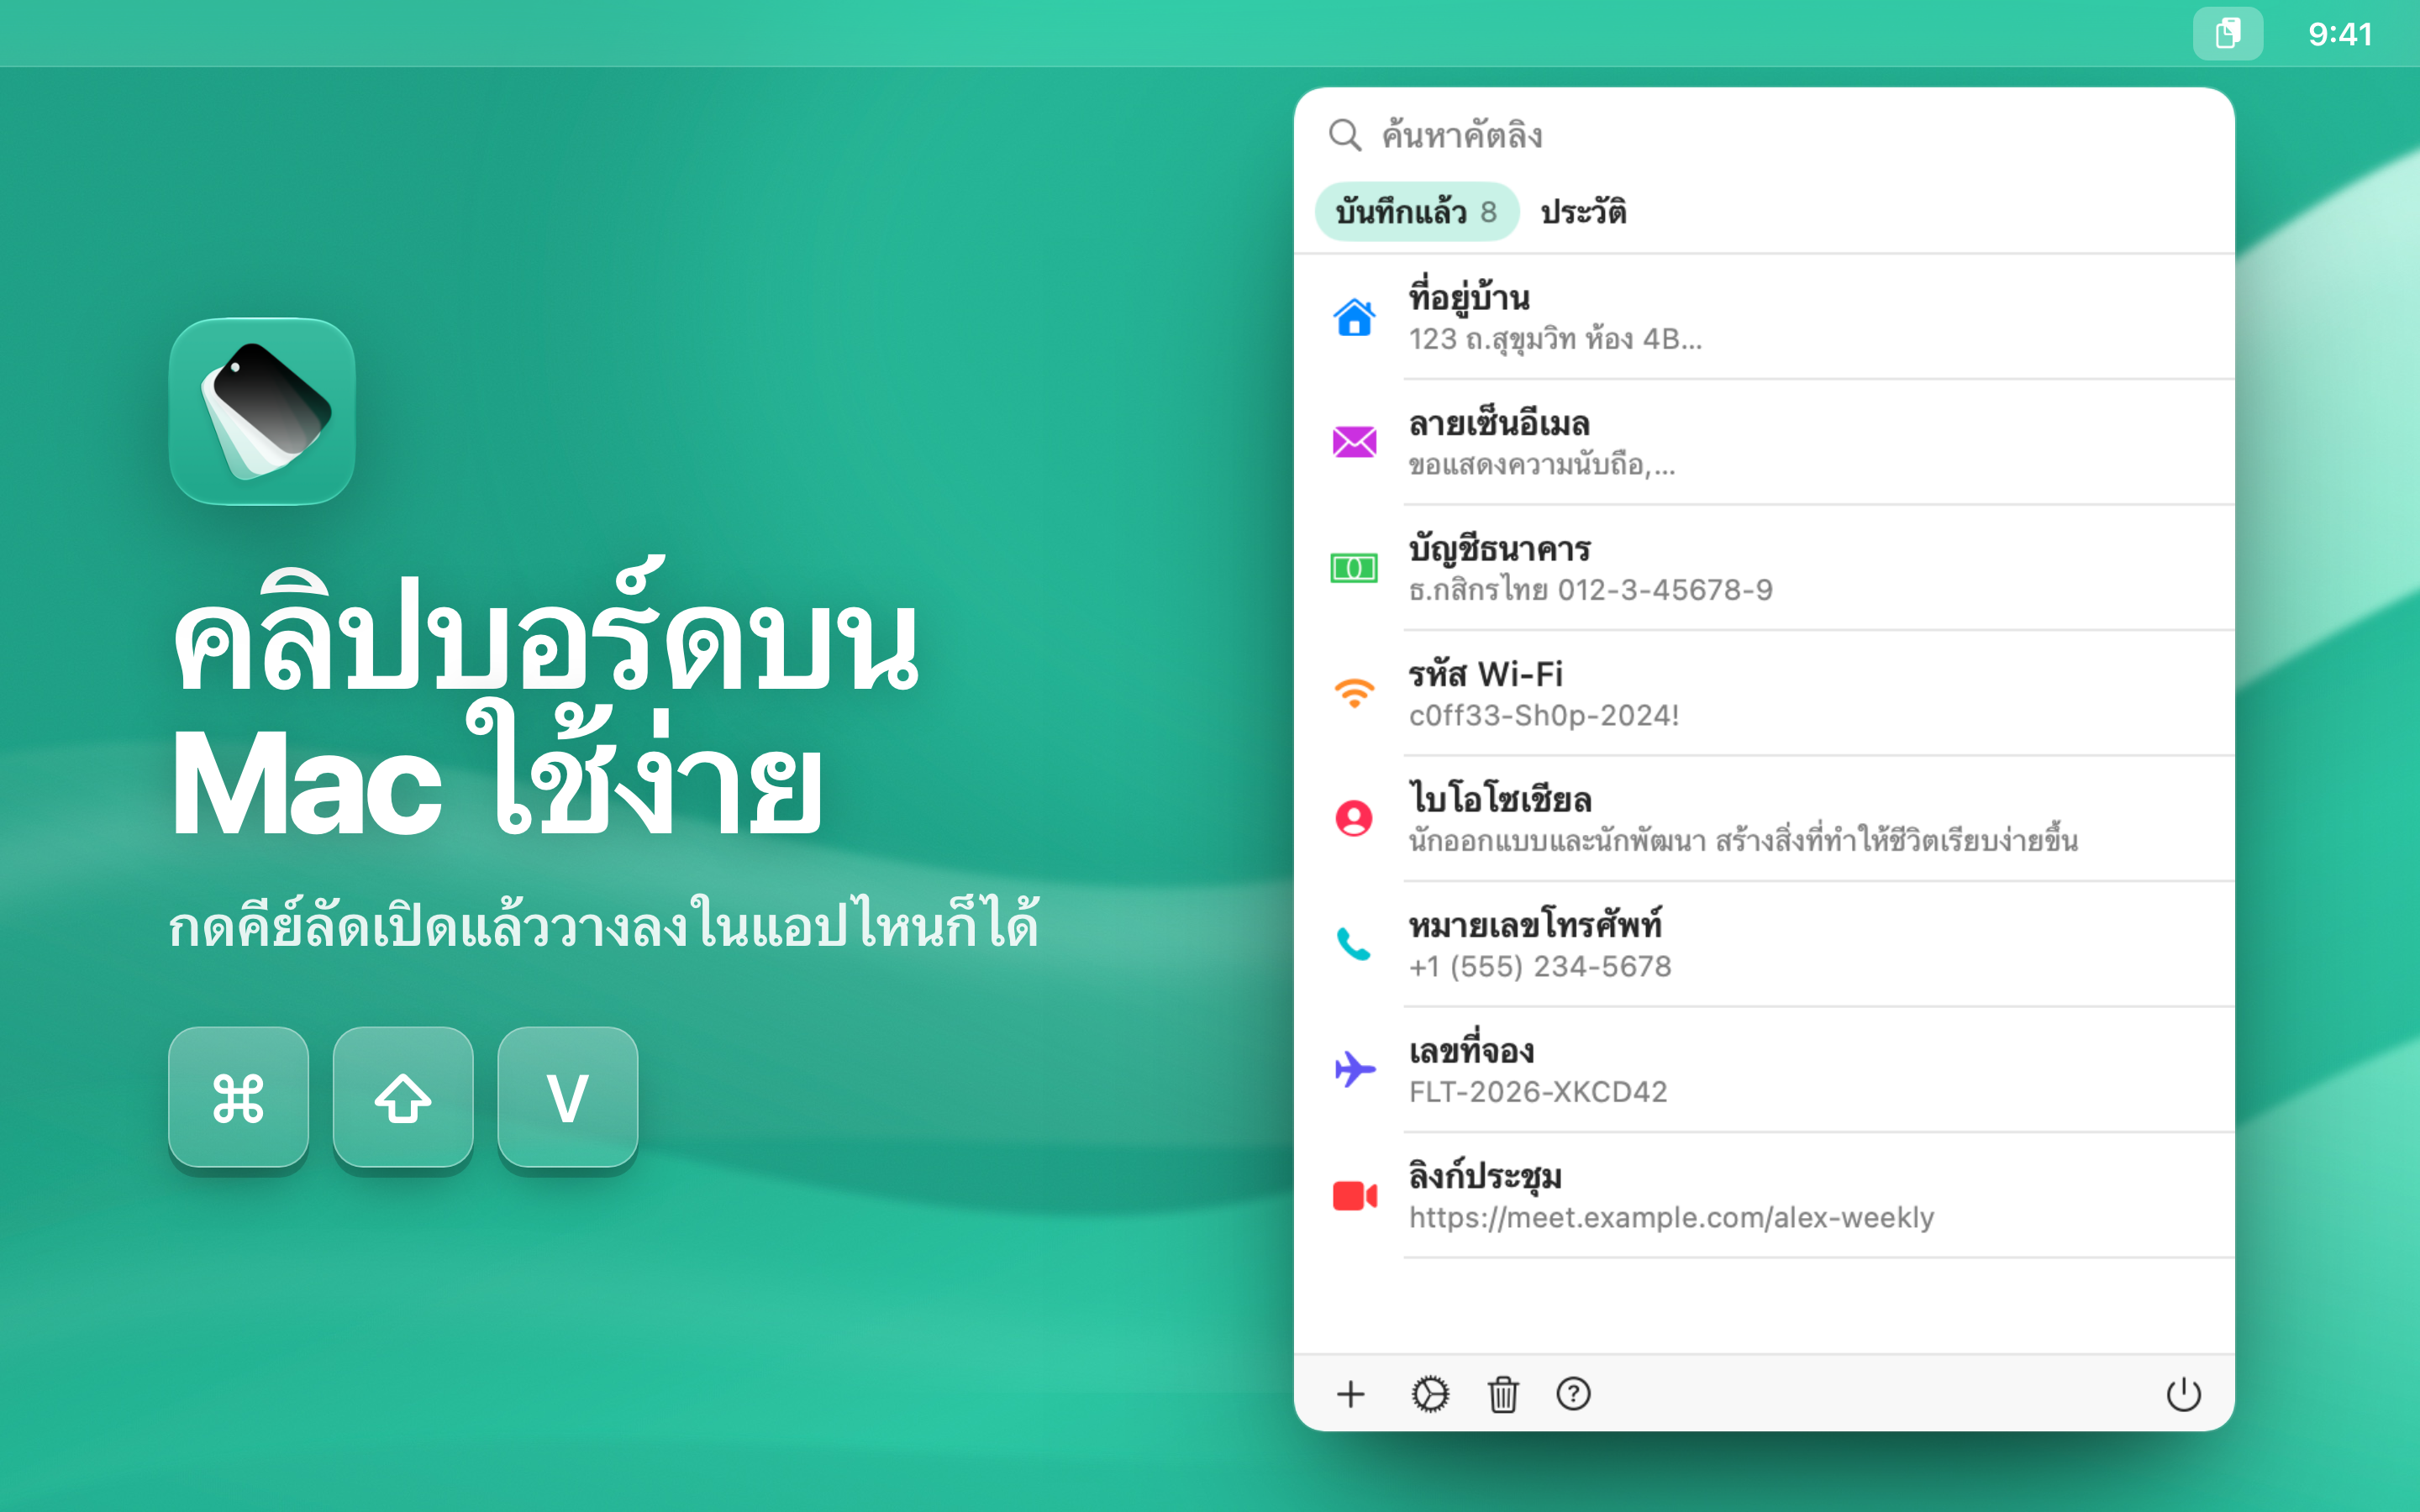 9:41
คลิปบอร์ดบน
Mac ใช้ง่าย
กดคีย์ลัดเปิดแล้ววางลงในแอปไหนก็ได้
⌘ ⇧ V
ค้นหาคัตลิง
บันทึกแล้ว 8 ประวัติ
ที่อยู่บ้าน
123 ถ.สุขุมวิท ห้อง 4B...
ลายเซ็นอีเมล
ขอแสดงความนับถือ,...
บัญชีธนาคาร
ธ.กสิกรไทย 012-3-45678-9
รหัส Wi-Fi
c0ff33-Sh0p-2024!
ไบโอโซเชียล
นักออกแบบและนักพัฒนา สร้างสิ่งที่ทำให้ชีวิตเรียบง่ายขึ้น
หมายเลขโทรศัพท์
+1 (555) 234-5678
เลขที่จอง
FLT-2026-XKCD42
ลิงก์ประชุม
https://meet.example.com/alex-weekly